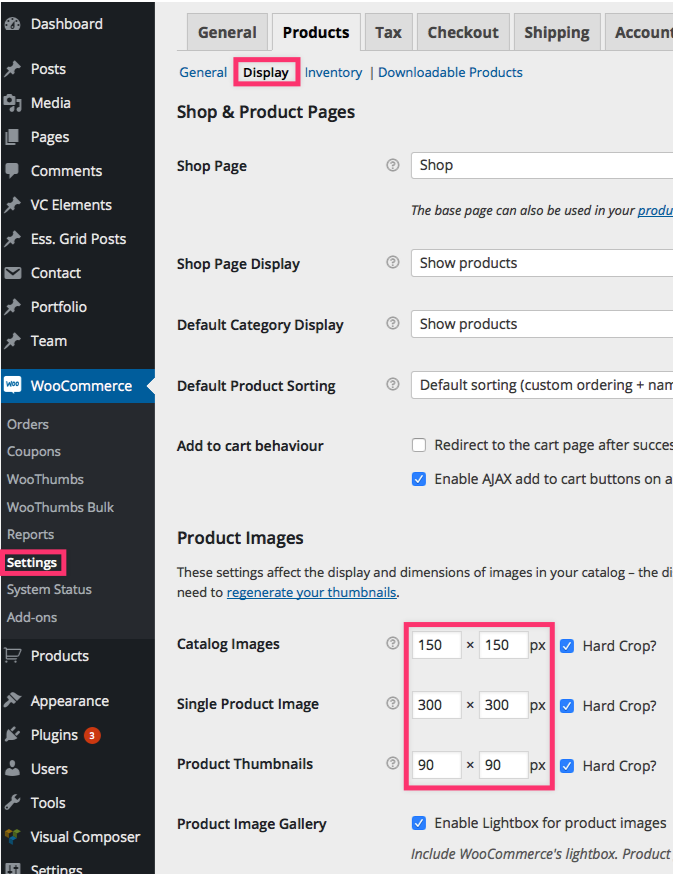 Dashboard
Posts
Media
Pages
Comments
VC Elements
Ess. Grid Posts
Contact
Portfolio
Team
woo WooCommerce
Orders
Coupons
WooThumbs
WooThumbs Bulk
Reports
Settings
System Status
Add-ons
Products
Appearance
Plugins 3
Users
Tools
Visual Composer
Settings
General Products Tax Checkout Shipping Accoun
General Display Inventory | Downloadable Products
Shop & Product Pages
Shop Page ? Shop
The base page can also be used in your produ
Shop Page Display ? Show products
Default Category Display ? Show products
Default Product Sorting ? Default sorting (custom ordering + nam
Add to cart behaviour Redirect to the cart page after succes
Enable AJAX add to cart buttons on a
Product Images
These settings affect the display and dimensions of images in your catalog – the di
need to regenerate your thumbnails.
Catalog Images ? 150 × 150 px Hard Crop?
Single Product Image ? 300 × 300 px Hard Crop?
Product Thumbnails ? 90 × 90 px Hard Crop?
Product Image Gallery Enable Lightbox for product images
Include WooCommerce's lightbox. Product